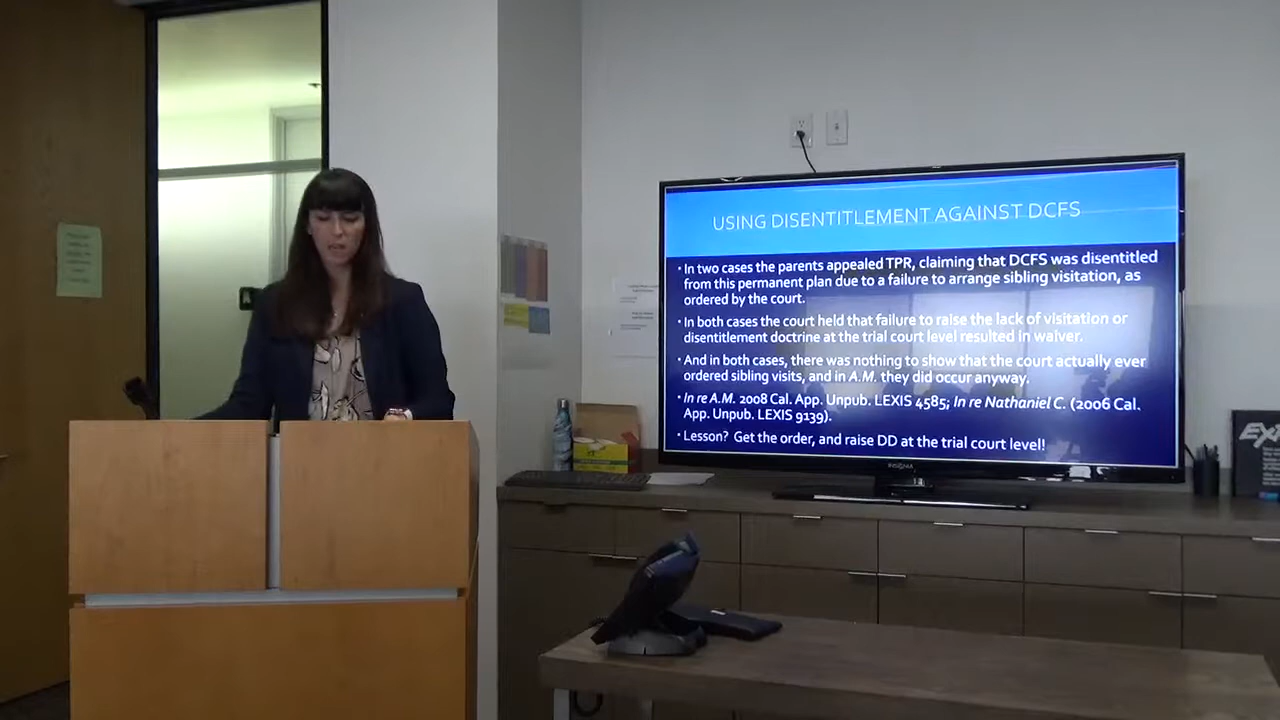 USING DISENTITLEMENT AGAINST DCFS
• In two cases the parents appealed TPR, claiming that DCFS was disentitled
from this permanent plan due to a failure to arrange sibling visitation, as
ordered by the court.
• In both cases the court held that failure to raise the lack of visitation or
disentitlement doctrine at the trial court level resulted in waiver.
• And in both cases, there was nothing to show that the court actually ever
ordered sibling visits, and in A.M. they did occur anyway.
• In re A.M. 2008 Cal. App. Unpub. LEXIS 4585; In re Nathaniel C. (2006 Cal.
App. Unpub. LEXIS 9139).
• Lesson? Get the order, and raise DD at the trial court level!
INSIGNIA